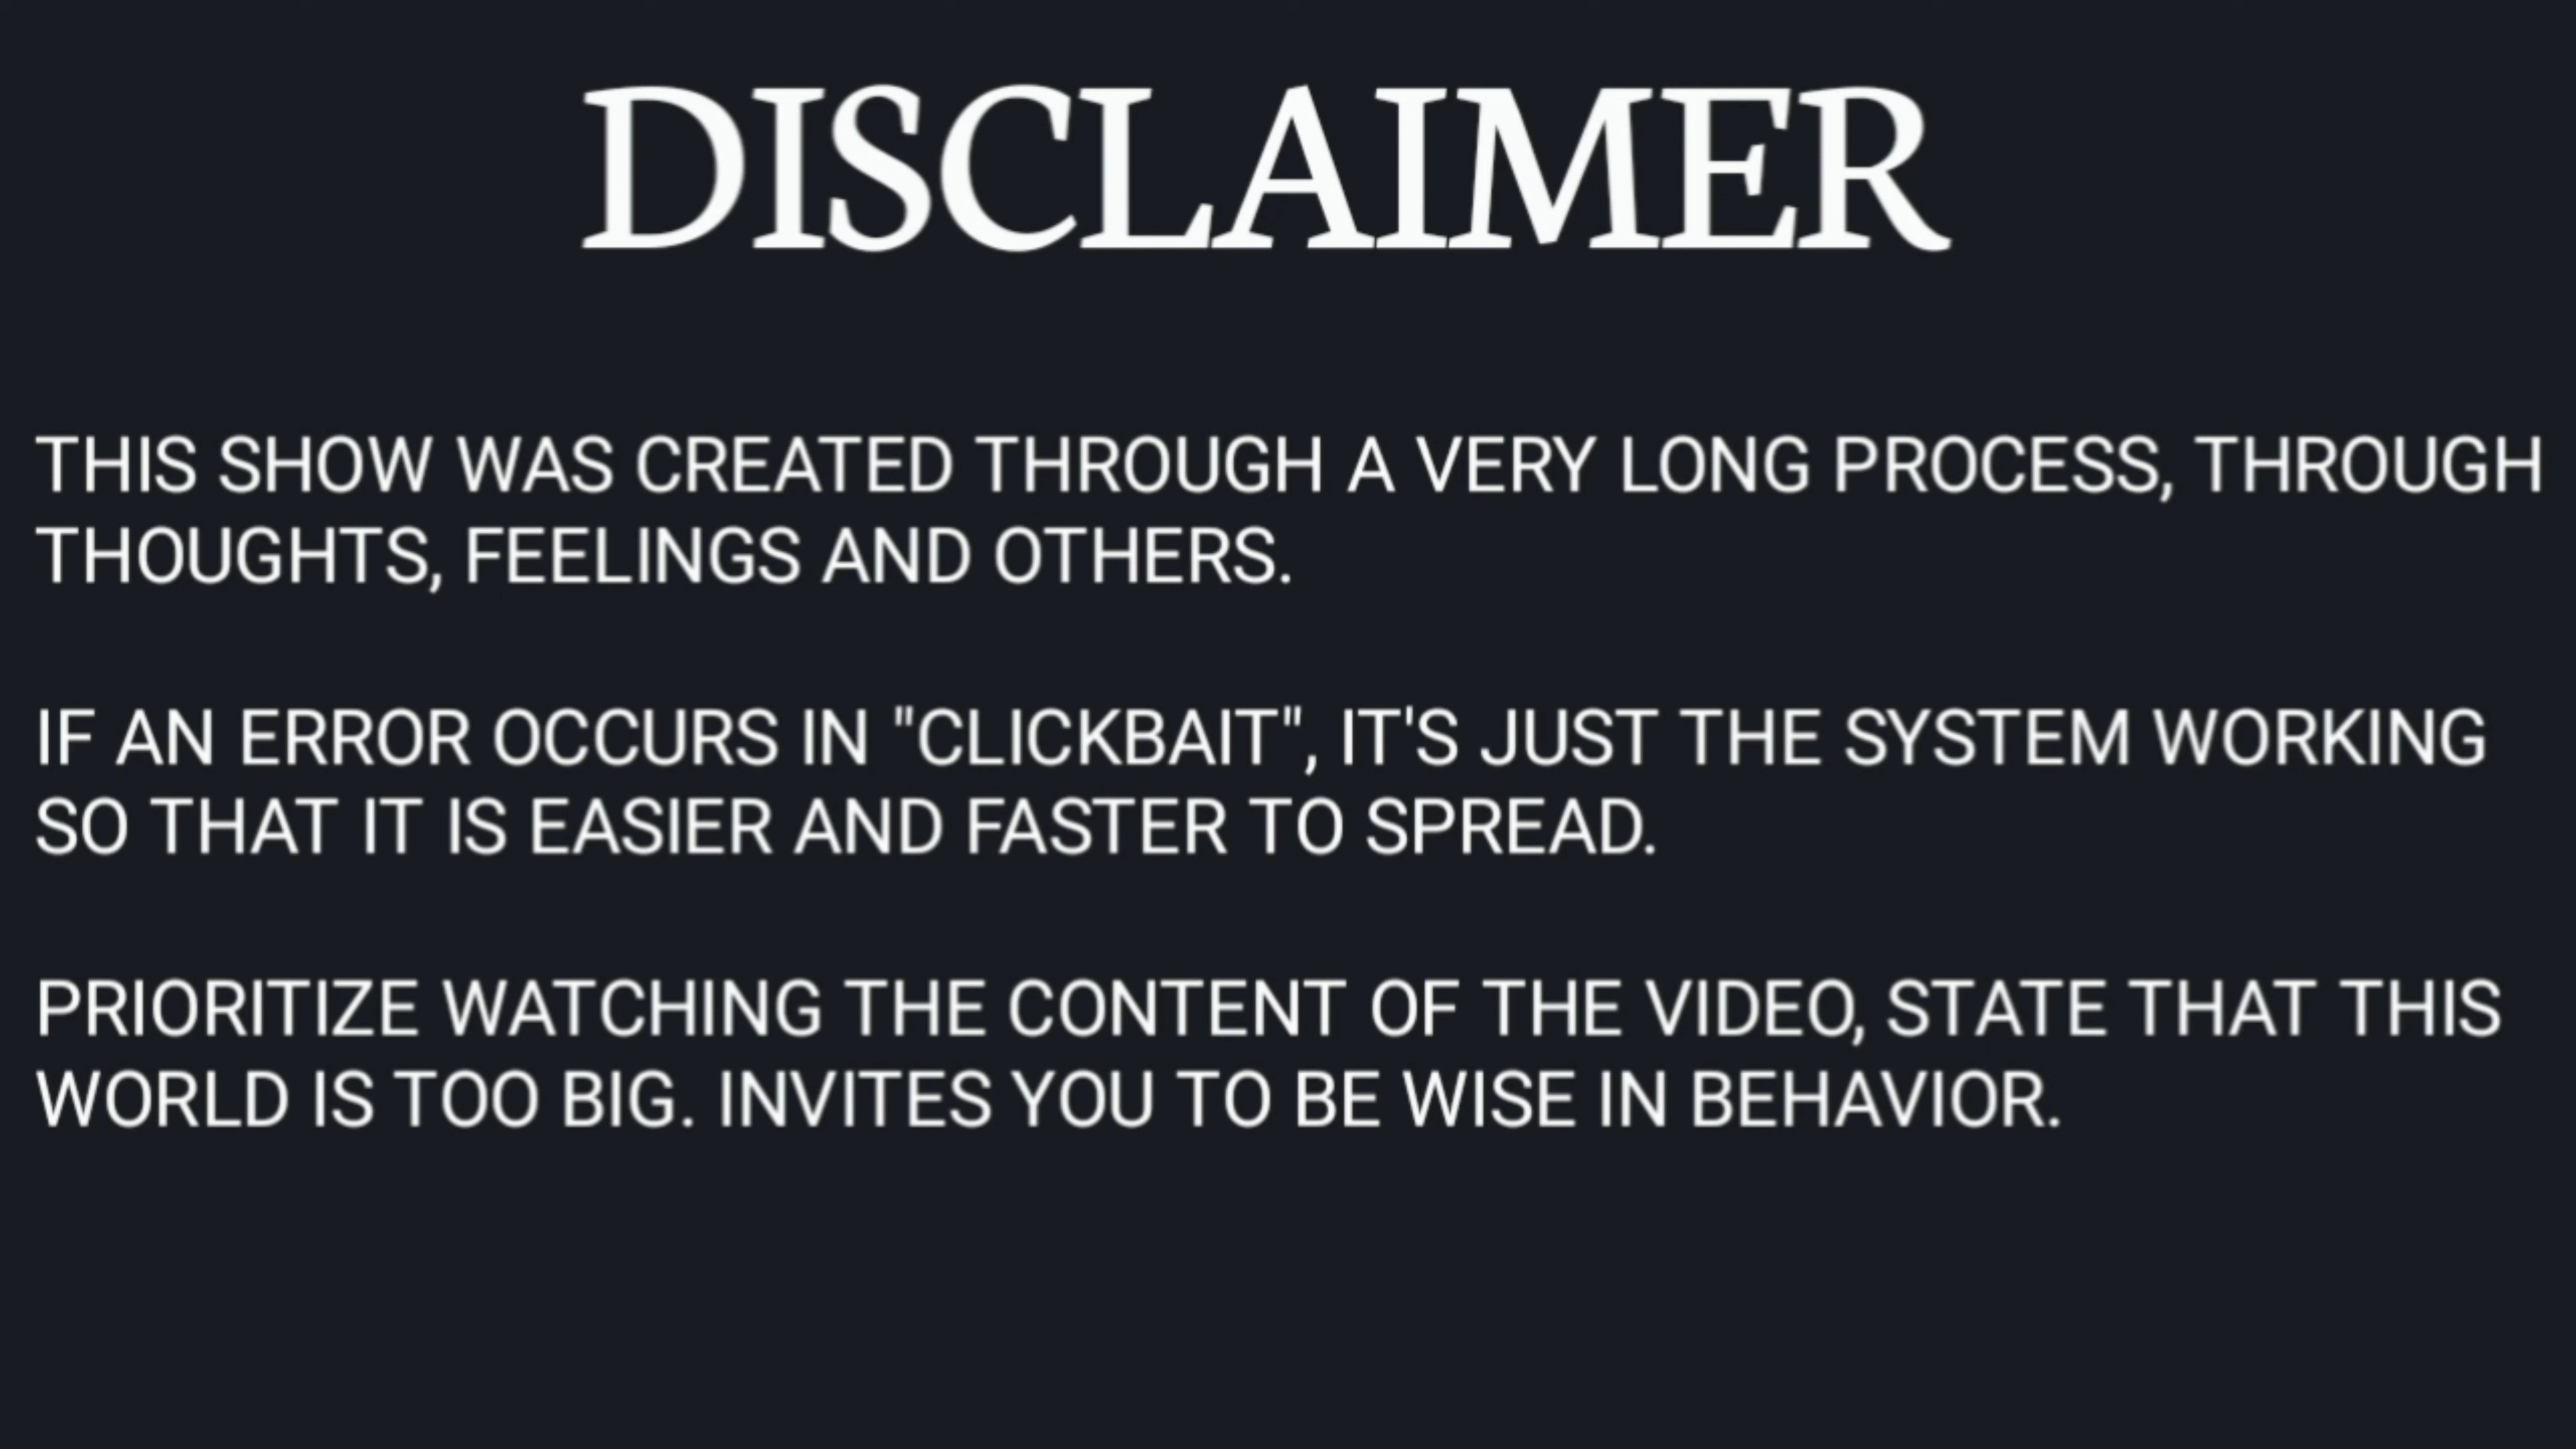 DISCLAIMER
THIS SHOW WAS CREATED THROUGH A VERY LONG PROCESS, THROUGH
THOUGHTS, FEELINGS AND OTHERS.
IF AN ERROR OCCURS IN "CLICKBAIT", IT'S JUST THE SYSTEM WORKING
SO THAT IT IS EASIER AND FASTER TO SPREAD.
PRIORITIZE WATCHING THE CONTENT OF THE VIDEO, STATE THAT THIS
WORLD IS TOO BIG. INVITES YOU TO BE WISE IN BEHAVIOR.